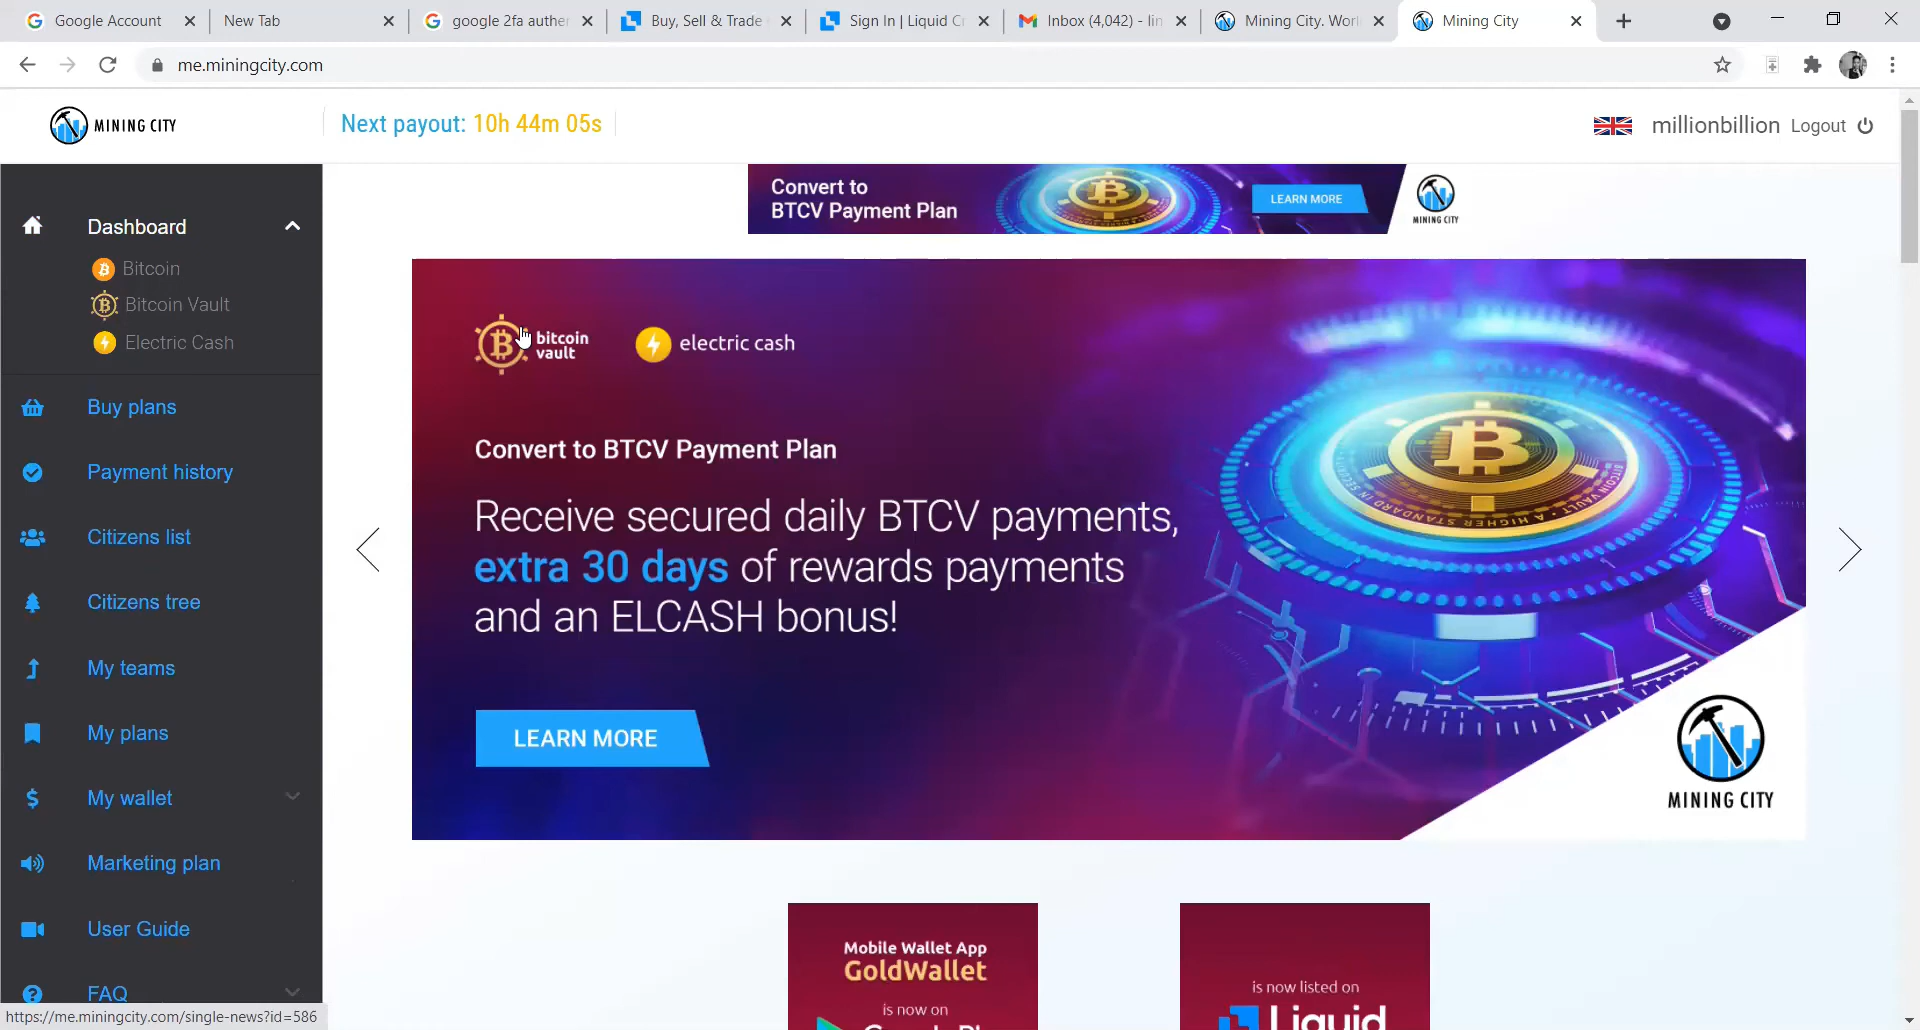 Google Account
New Tab
google 2fa auther
Buy, Sell & Trade
Sign In | Liquid Cr
Inbox (4,042) - lin
Mining City. Worl
Mining City
me.miningcity.com
MINING CITY
Next payout: 10h 44m 05s
millionbillion Logout
Dashboard
Bitcoin
Bitcoin Vault
Electric Cash
Buy plans
Payment history
Citizens list
Citizens tree
My teams
My plans
My wallet
Marketing plan
User Guide
FAQ
https://me.miningcity.com/single-news?id=586
Convert to
BTCV Payment Plan
LEARN MORE
MINING CITY
bitcoin
vault
electric cash
Convert to BTCV Payment Plan
Receive secured daily BTCV payments,
extra 30 days of rewards payments
and an ELCASH bonus!
LEARN MORE
MINING CITY
Mobile Wallet App
GoldWallet
is now on
is now listed on
Liquid